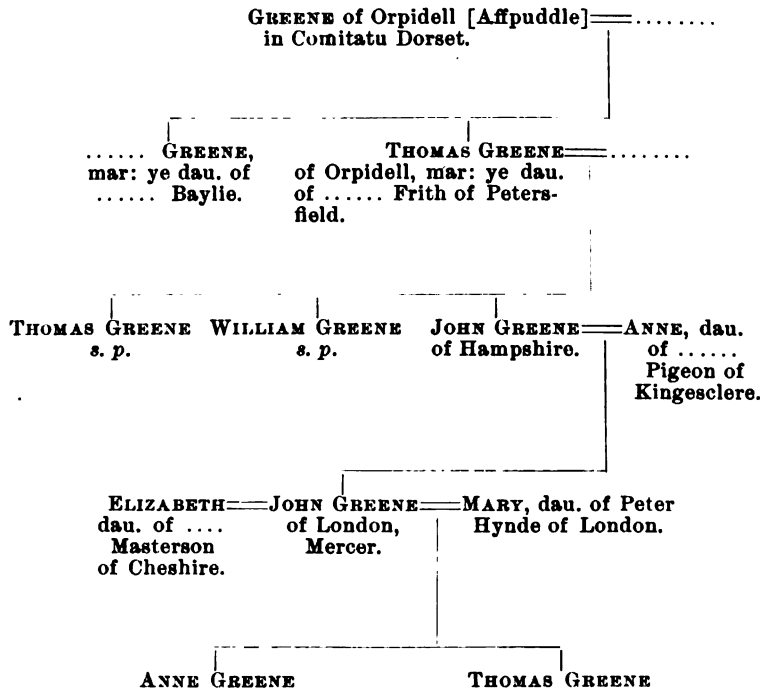 GREENE of Orpidell [Affpuddle] ........
in Comitatu Dorset.
...... GREENE,
mar: ye dau. of
...... Baylie.
THOMAS GREENE ........
of Orpidell, mar: ye dau.
of ...... Frith of Peters-
field.
THOMAS GREENE
s. p.
WILLIAM GREENE
s. p.
JOHN GREENE
of Hampshire.
ANNE, dau.
of ......
Pigeon of
Kingesclere.
ELIZABETH
dau. of ....
Masterson
of Cheshire.
JOHN GREENE
of London,
Mercer.
MARY, dau. of Peter
Hynde of London.
ANNE GREENE
THOMAS GREENE